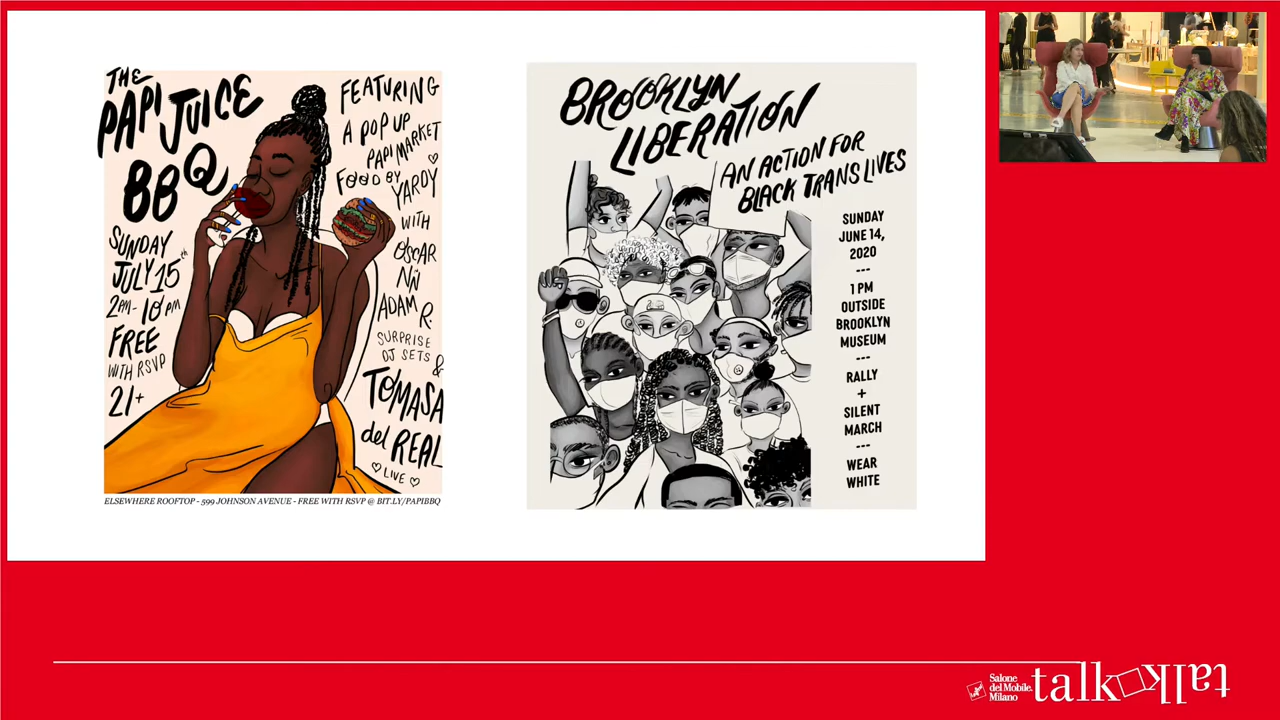 THE
PAPI JUICE
BBQ
SUNDAY
JULY 15th
2PM-10PM
FREE
WITH RSVP
21+
FEATURING
A POP UP
PAPI MARKET
FOOD BY
YARDY
WITH
OSCAR
NÑ
ADAM R.
SURPRISE
DJ SETS
&
TOMASA
del REAL
♡ LIVE ♡
ELSEWHERE ROOFTOP - 599 JOHNSON AVENUE - FREE WITH RSVP @ BIT.LY/PAPIBBQ
BROOKLYN
LIBERATION
AN ACTION FOR
BLACK TRANS LIVES
SUNDAY
JUNE 14,
2020
---
1 PM
OUTSIDE
BROOKLYN
MUSEUM
---
RALLY
+
SILENT
MARCH
---
WEAR
WHITE
Salone
del Mobile.
Milano
talk talk